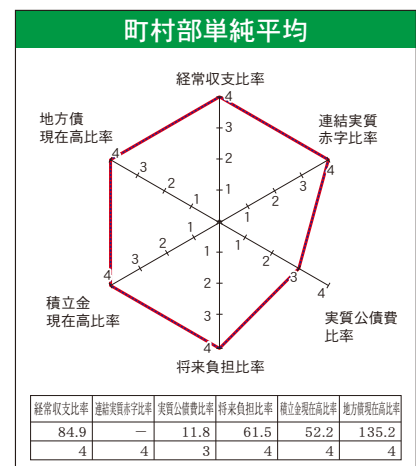 町村部単純平均
経常収支比率
4
3
2
1
連結実質
赤字比率
4
3
2
1
実質公債費
比率
4
3
2
1
将来負担比率
4
3
2
1
積立金
現在高比率
4
3
2
1
地方債
現在高比率
4
3
2
1
経常収支比率 連結実質赤字比率 実質公債費比率 将来負担比率 積立金現在高比率 地方債現在高比率
84.9 － 11.8 61.5 52.2 135.2
4 4 3 4 4 4